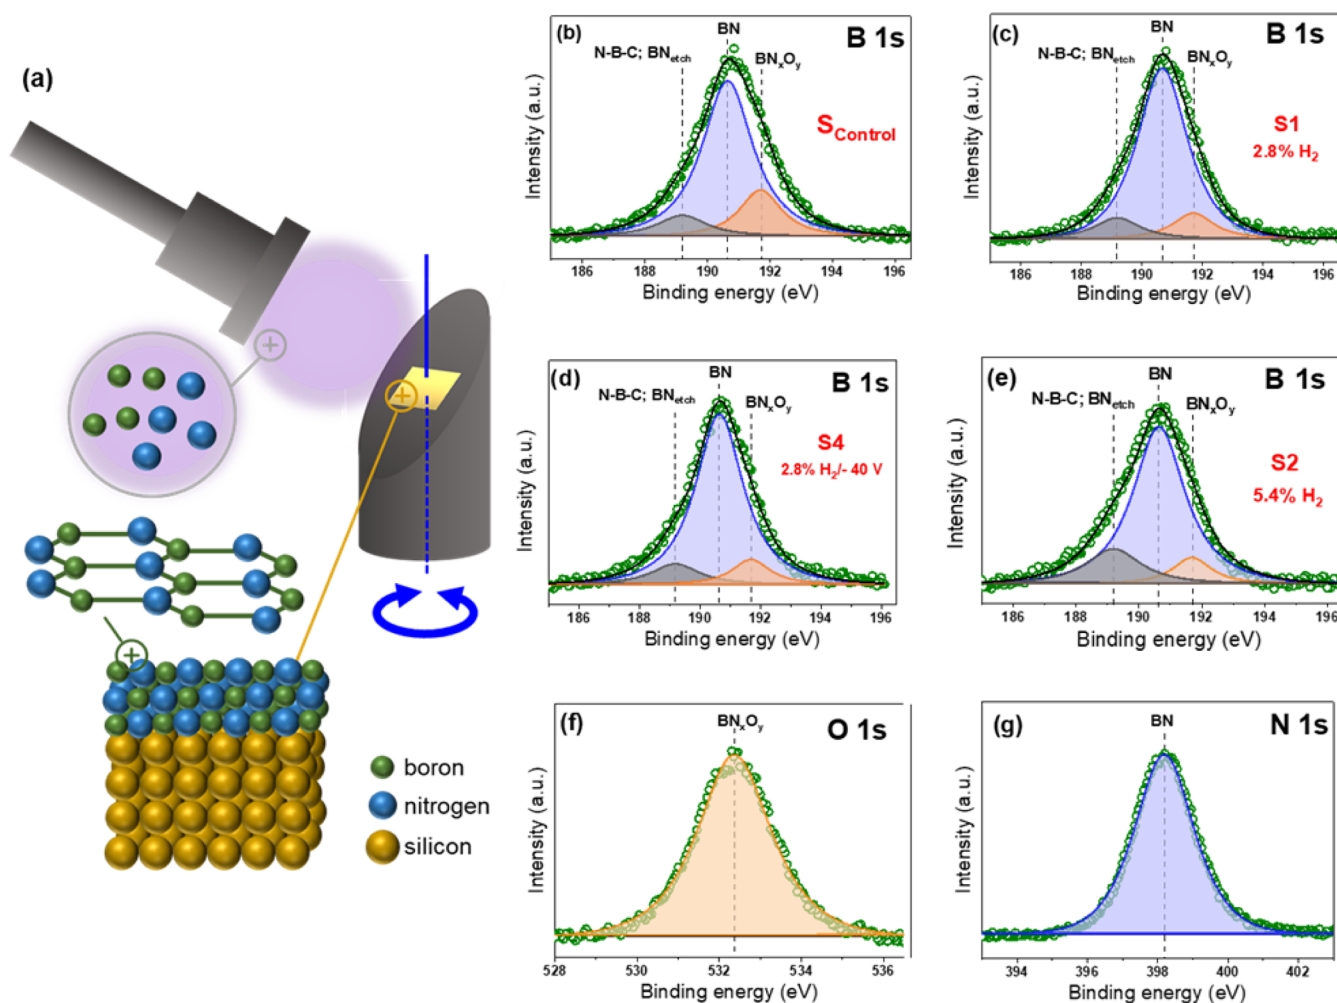 (a)
boron
nitrogen
silicon
(b)
BN
B 1s
N-B-C; BNetch
BNxOy
SControl
Intensity (a.u.)
186 188 190 192 194 196
Binding energy (eV)
(c)
BN
B 1s
N-B-C; BNetch
BNxOy
S1
2.8% H2
Intensity (a.u.)
186 188 190 192 194 196
Binding energy (eV)
(d)
BN
B 1s
N-B-C; BNetch
BNxOy
S4
2.8% H2/- 40 V
Intensity (a.u.)
186 188 190 192 194 196
Binding energy (eV)
(e)
BN
B 1s
N-B-C; BNetch
BNxOy
S2
5.4% H2
Intensity (a.u.)
186 188 190 192 194 196
Binding energy (eV)
(f)
BNxOy
O 1s
Intensity (a.u.)
528 530 532 534 536
Binding energy (eV)
(g)
BN
N 1s
Intensity (a.u.)
394 396 398 400 402
Binding energy (eV)